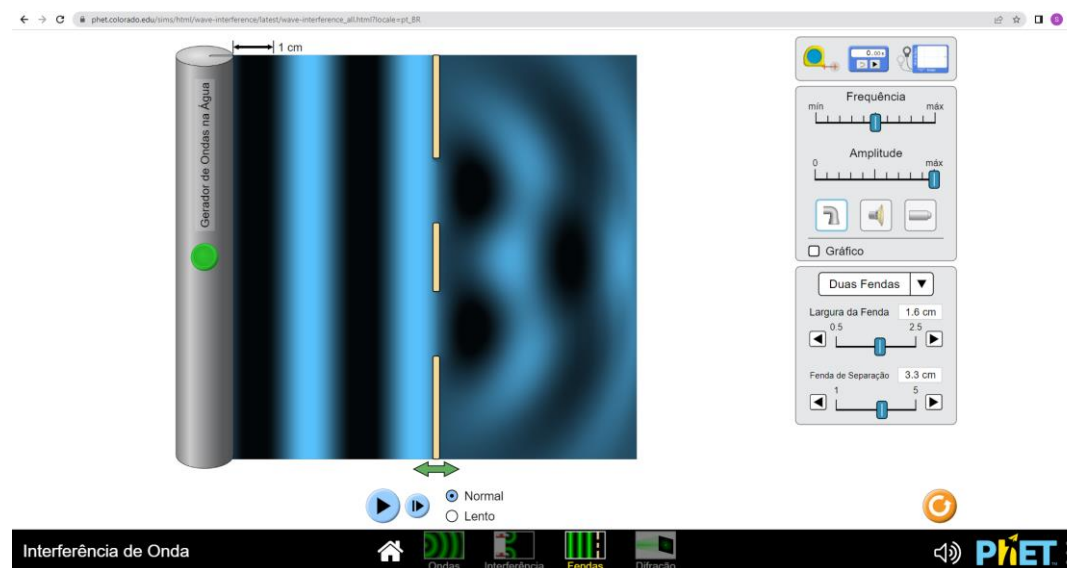 phet.colorado.edu/sims/html/wave-interference/latest/wave-interference_all.html?locale=pt_BR
S
1 cm
Gerador de Ondas na Água
0.00 s
Frequência
mín
máx
Amplitude
0
máx
Gráfico
Duas Fendas
Largura da Fenda 1.6 cm
0.5 2.5
Fenda de Separação 3.3 cm
1 5
Normal
Lento
Interferência de Onda
Ondas
Interferência
Fendas
Difração
PhET